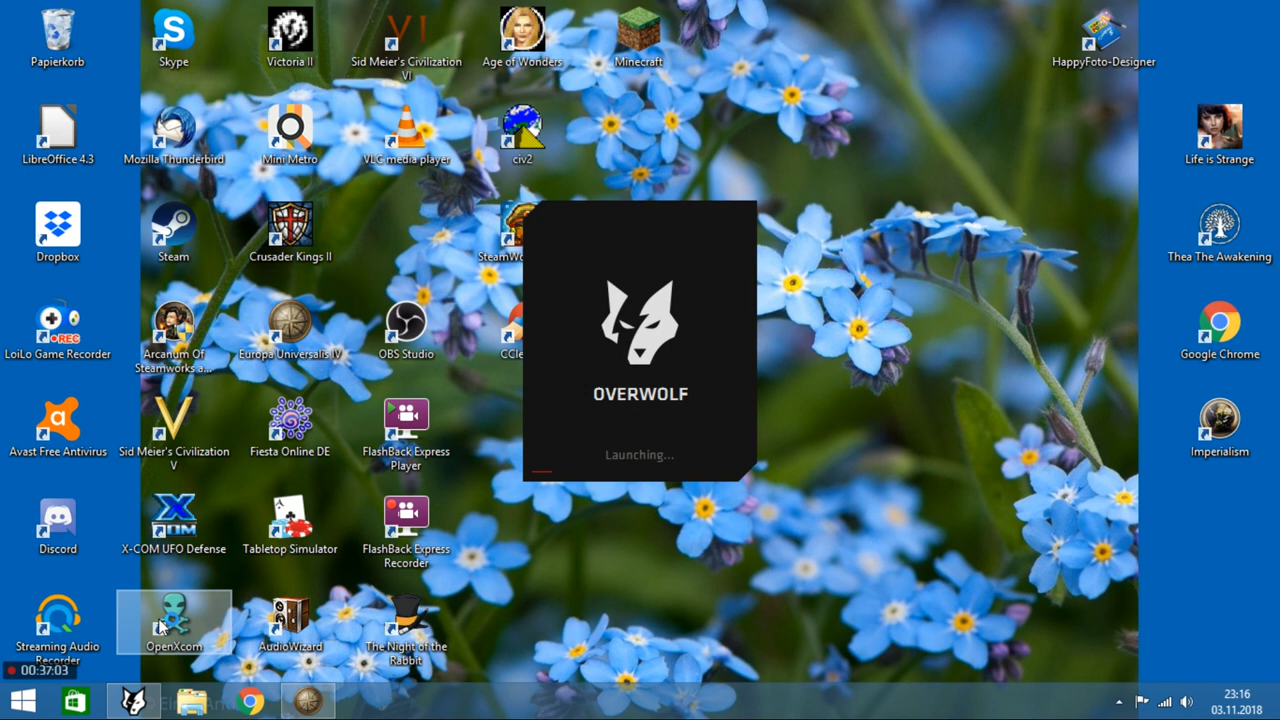 Papierkorb
Skype
Victoria II
Sid Meier's Civilization
VI
Age of Wonders
Minecraft
HappyFoto-Designer
LibreOffice 4.3
Mozilla Thunderbird
Mini Metro
VLC media player
civ2
Life is Strange
Dropbox
Steam
Crusader Kings II
SteamWo
Thea The Awakening
LoiLo Game Recorder
Arcanum Of
Steamworks a...
Europa Universalis IV
OBS Studio
CCle
Google Chrome
OVERWOLF
Launching...
Avast Free Antivirus
Sid Meier's Civilization
V
Fiesta Online DE
FlashBack Express
Player
Imperialism
Discord
X-COM UFO Defense
Tabletop Simulator
FlashBack Express
Recorder
Streaming Audio
Recorder
OpenXcom
AudioWizard
The Night of the
Rabbit
00:37:03
23:16
03.11.2018